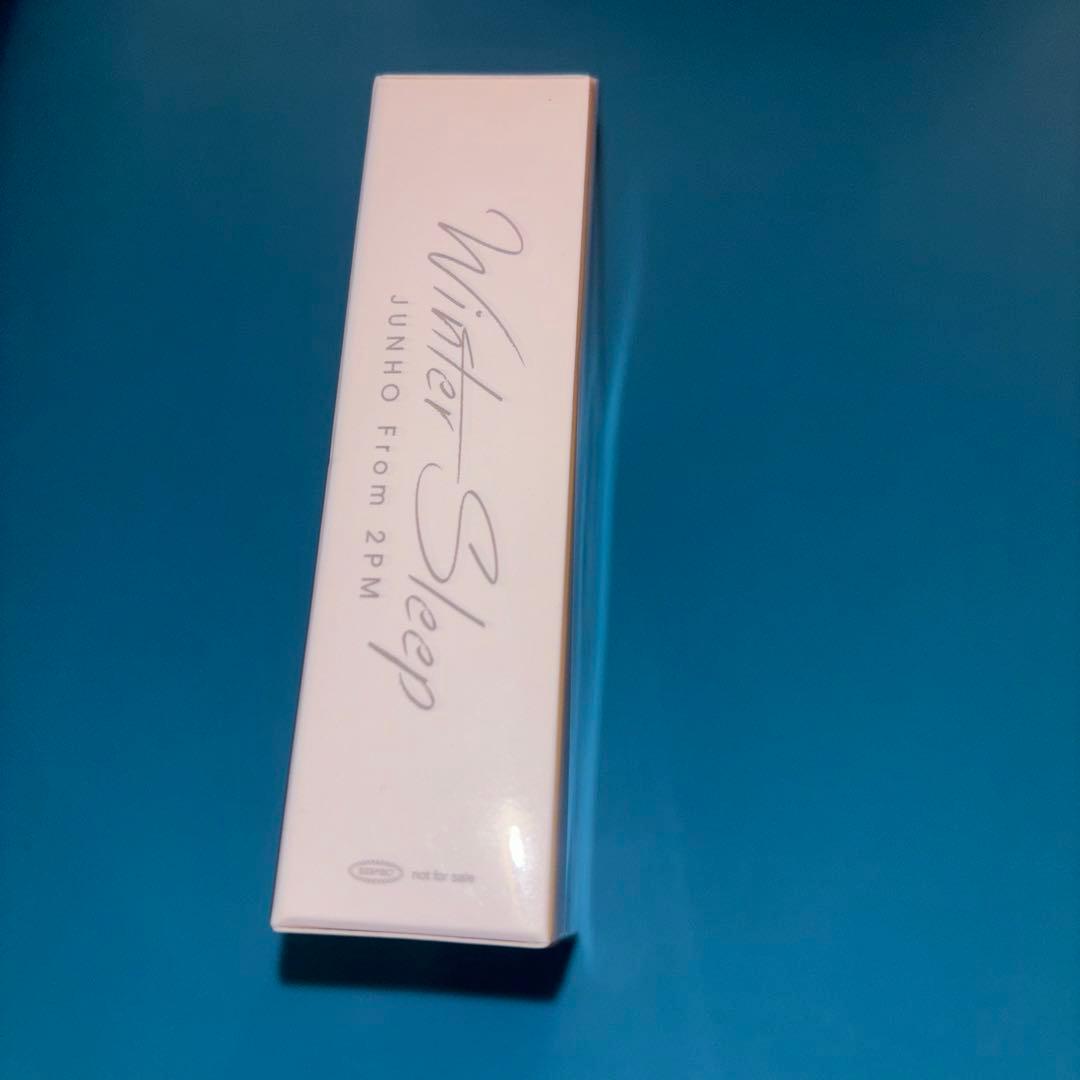 Winter Sleep
JUNHO From 2PM
not for sale